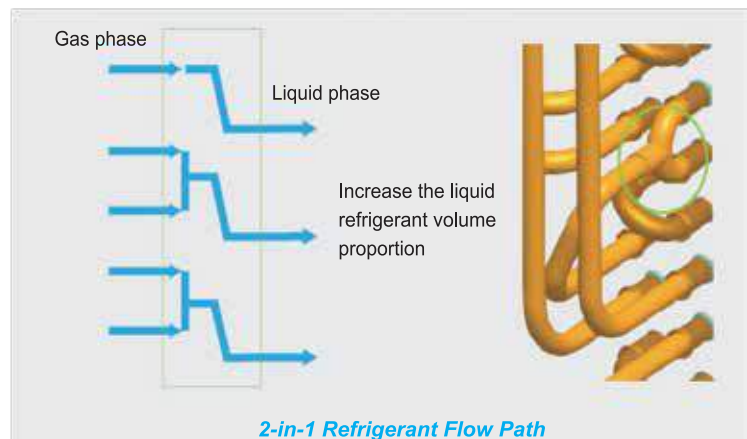 Gas phase
Liquid phase
Increase the liquid
refrigerant volume
proportion
2-in-1 Refrigerant Flow Path